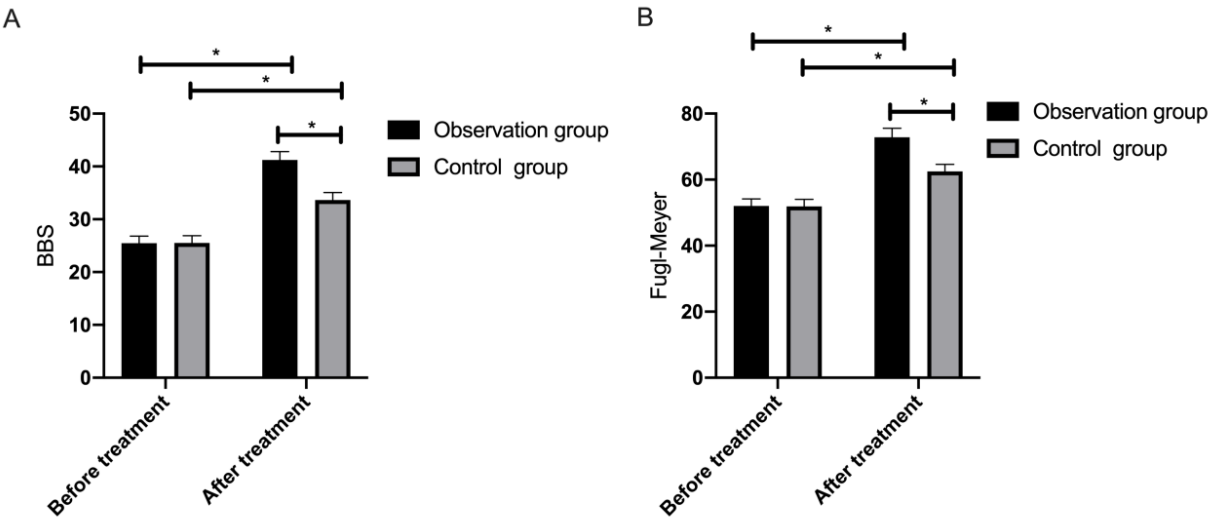 A
*
*
50
*
40
30
20
10
0
BBS
Before treatment
After treatment
Observation group
Control group
B
*
*
80
*
60
40
20
0
Fugl-Meyer
Before treatment
After treatment
Observation group
Control group